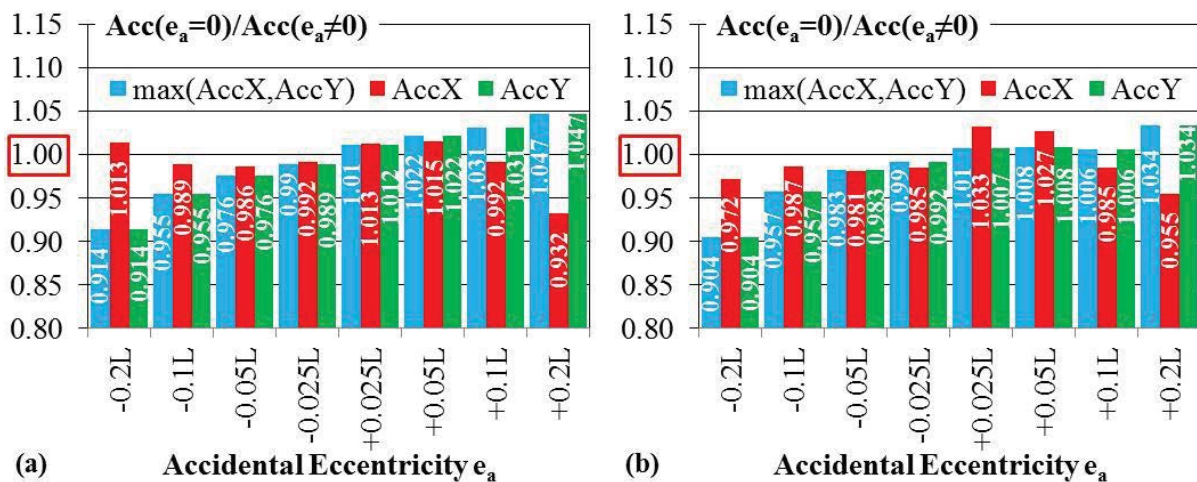 Acc(eₐ=0)/Acc(eₐ≠0)
1.15
1.10
1.05
1.00
0.95
0.90
0.85
0.80
max(AccX,AccY) AccX AccY
0.914 1.013 0.914
0.955 0.989 0.955
0.976 0.986 0.976
0.99 0.992 0.989
1.01 1.013 1.012
1.022 1.015 1.022
1.031 0.992 1.031
1.047 0.932 1.047
-0.2L -0.1L -0.05L -0.025L +0.025L +0.05L +0.1L +0.2L
(a) Accidental Eccentricity eₐ
Acc(eₐ=0)/Acc(eₐ≠0)
1.15
1.10
1.05
1.00
0.95
0.90
0.85
0.80
max(AccX,AccY) AccX AccY
0.904 0.972 0.904
0.957 0.987 0.957
0.983 0.981 0.983
0.99 0.985 0.992
1.01 1.033 1.007
1.008 1.027 1.008
1.006 0.985 1.006
1.034 0.955 1.034
-0.2L -0.1L -0.05L -0.025L +0.025L +0.05L +0.1L +0.2L
(b) Accidental Eccentricity eₐ